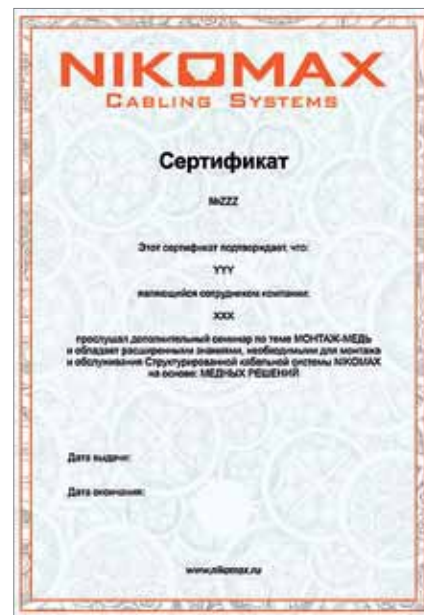 NIKOMAX
CABLING SYSTEMS
Сертификат
№ZZZ
Этот сертификат подтверждает, что:
YYY
являющийся сотрудником компании:
XXX
прослушал дополнительный семинар по теме МОНТАЖ-МЕДЬ
и обладает расширенными знаниями, необходимыми для монтажа
и обслуживания Структурированной кабельной системы NIKOMAX
на основе: МЕДНЫХ РЕШЕНИЙ
Дата выдачи:
Дата окончания:
www.nikomax.ru